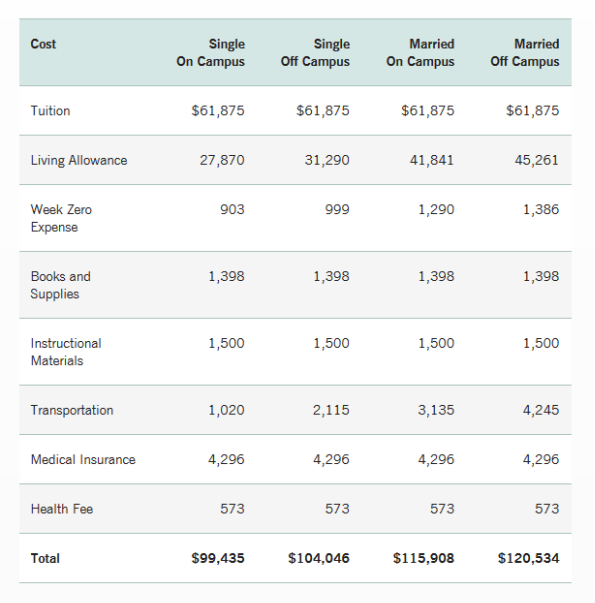 Cost Single On Campus Single Off Campus Married On Campus Married Off Campus
Tuition $61,875 $61,875 $61,875 $61,875
Living Allowance 27,870 31,290 41,841 45,261
Week Zero Expense 903 999 1,290 1,386
Books and Supplies 1,398 1,398 1,398 1,398
Instructional Materials 1,500 1,500 1,500 1,500
Transportation 1,020 2,115 3,135 4,245
Medical Insurance 4,296 4,296 4,296 4,296
Health Fee 573 573 573 573
Total $99,435 $104,046 $115,908 $120,534